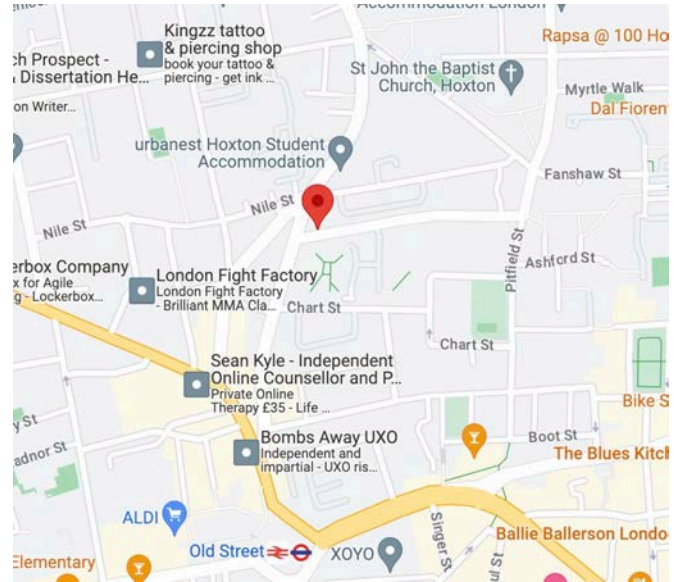 Accommodation London
Kingzz tattoo
& piercing shop
book your tattoo &
piercing - get ink ...
Rapsa @ 100 Ho
ch Prospect -
& Dissertation He...
on Writer...
St John the Baptist
Church, Hoxton
Myrtle Walk
Dal Fioren
urbanest Hoxton Student
Accommodation
Fanshaw St
Nile St
Nile St
Pitfield St
Ashford St
erbox Company
x for Agile
g - Lockerbox...
London Fight Factory
London Fight Factory
- Brilliant MMA Cla...
Chart St
Chart St
Sean Kyle - Independent
Online Counsellor and P...
Private Online
Therapy £35 - Life ...
Bike S
y St
adnor St
Bombs Away UXO
Independent and
impartial - UXO ris...
Boot St
The Blues Kitch
ALDI
Singer St
Ballie Ballerson Londo
Old Street
XOYO
ul St
Elementary